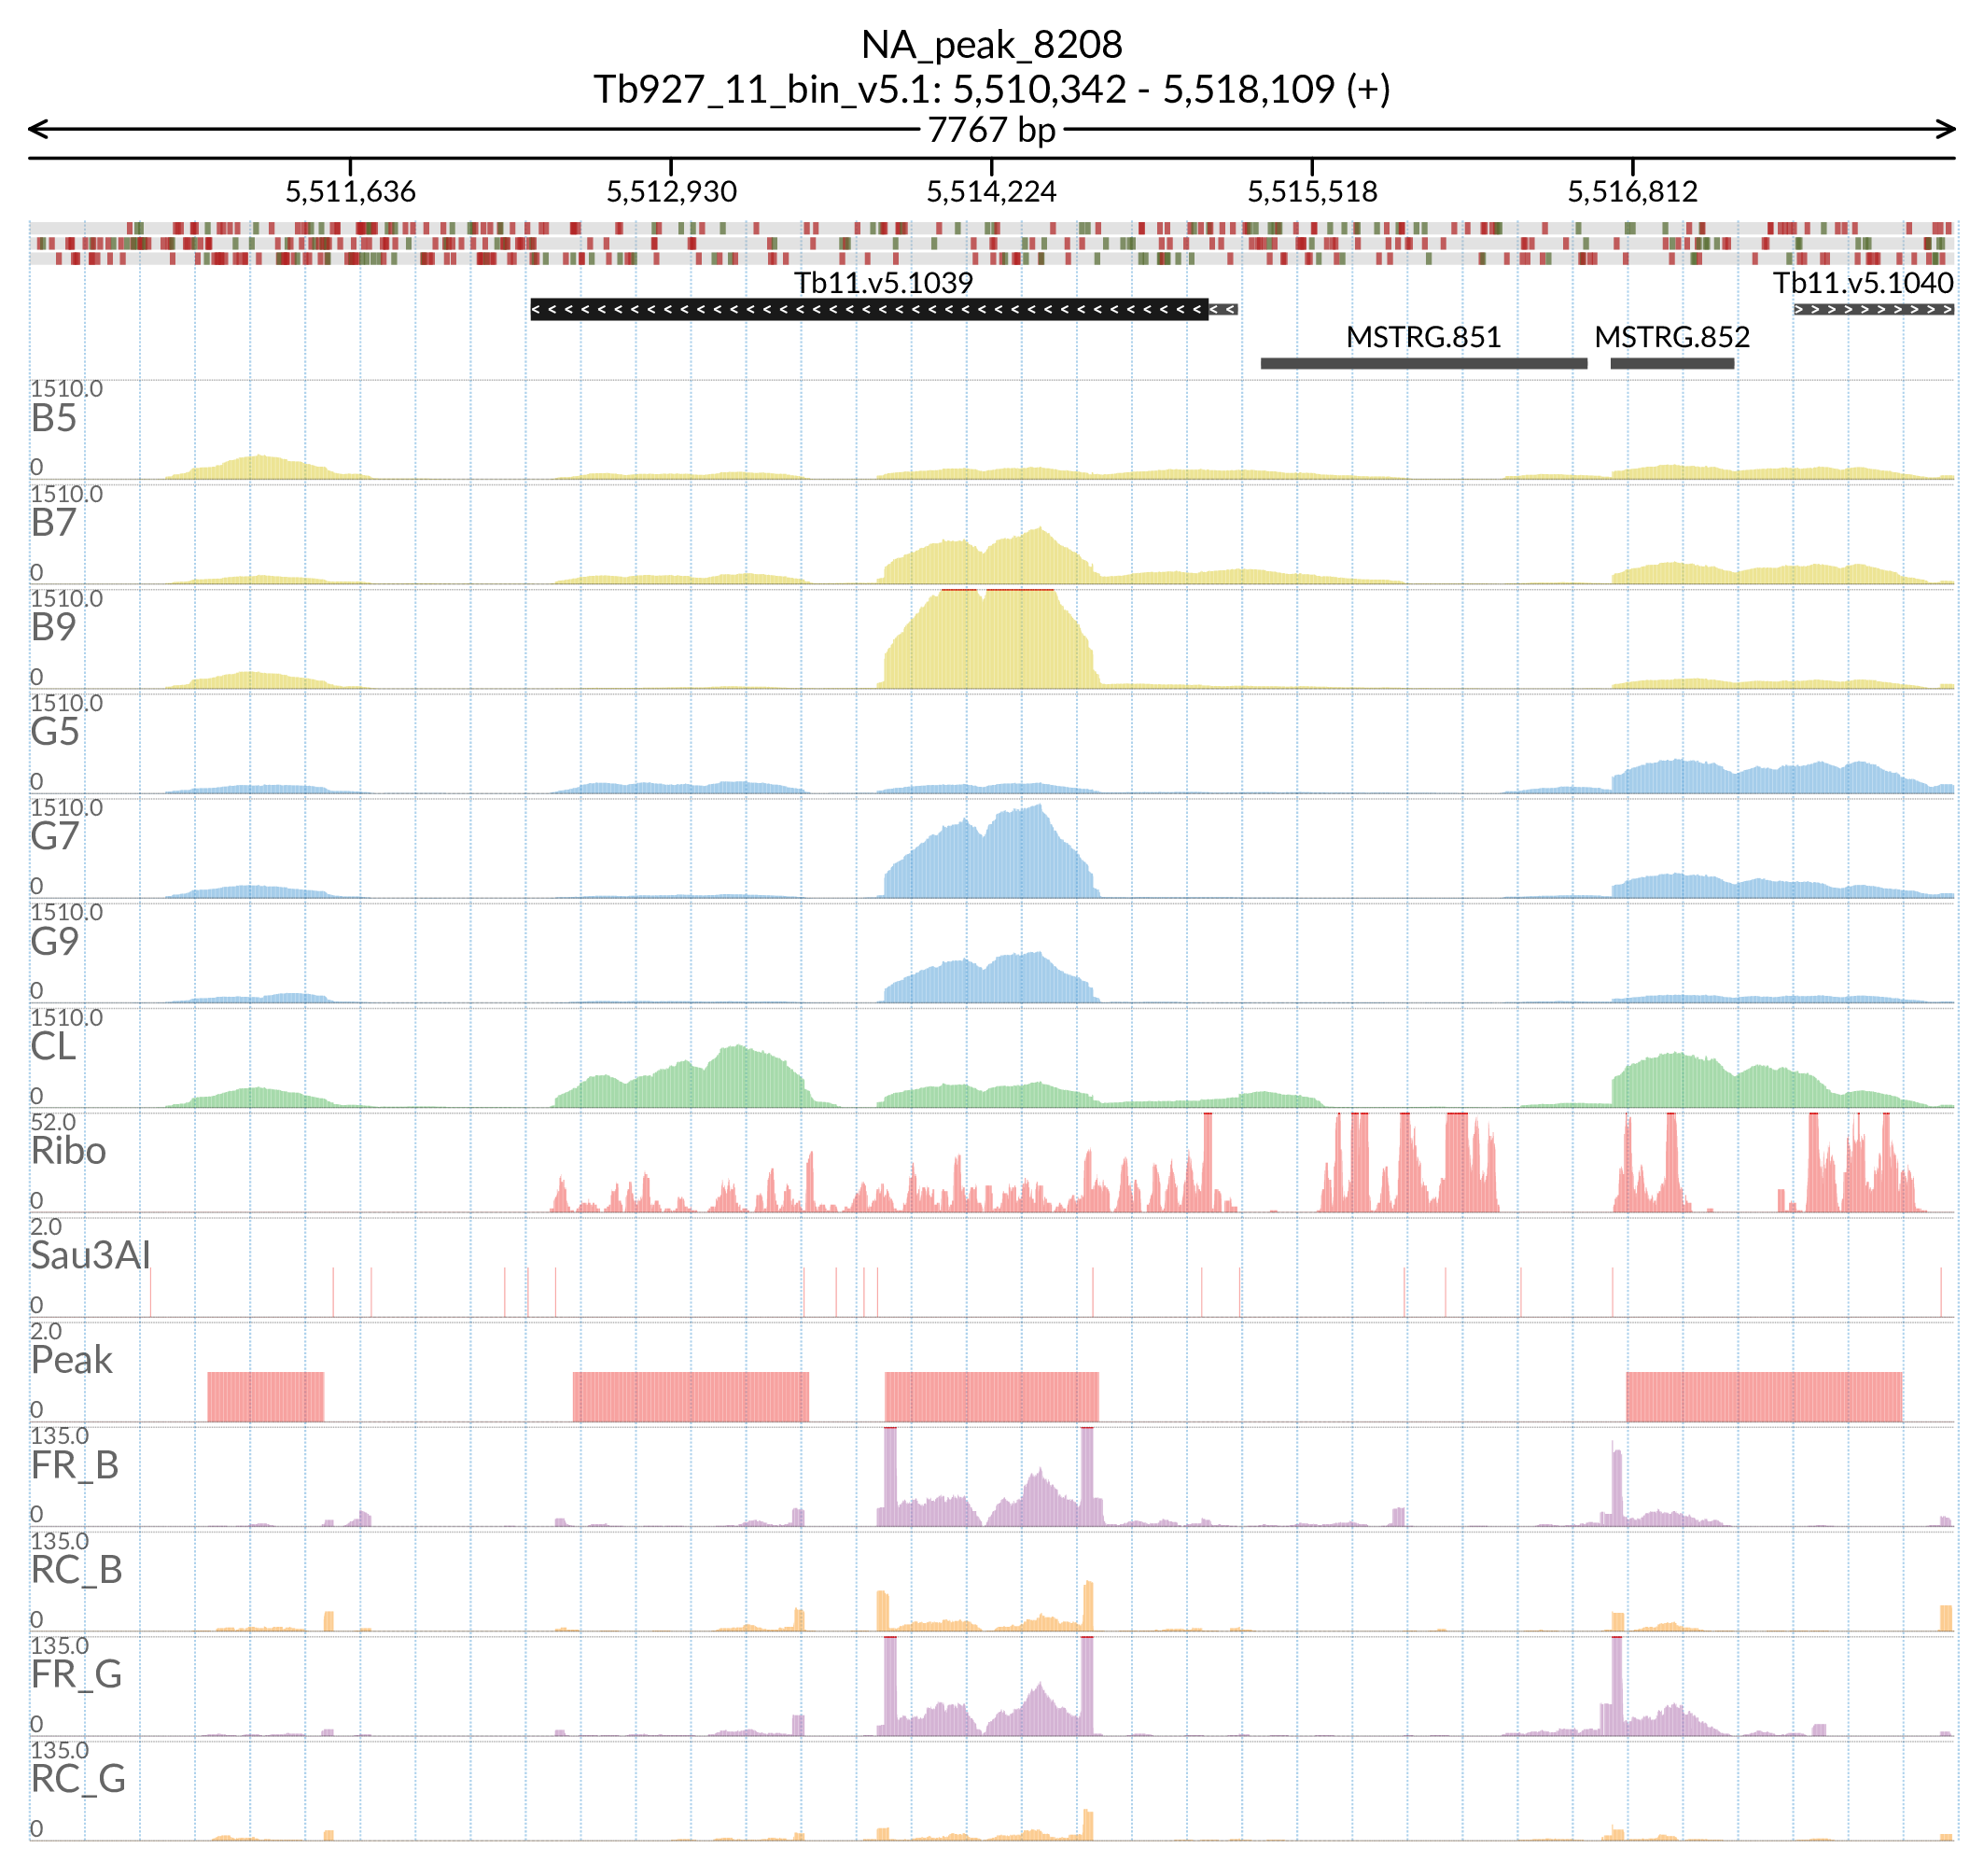 NA_peak_8208
Tb927_11_bin_v5.1: 5,510,342 - 5,518,109 (+)
7767 bp
5,511,636 5,512,930 5,514,224 5,515,518 5,516,812
Tb11.v5.1039 Tb11.v5.1040
MSTRG.851 MSTRG.852
1510.0
B5
0
1510.0
B7
0
1510.0
B9
0
1510.0
G5
0
1510.0
G7
0
1510.0
G9
0
1510.0
CL
0
52.0
Ribo
0
2.0
Sau3AI
0
2.0
Peak
0
135.0
FR_B
0
135.0
RC_B
0
135.0
FR_G
0
135.0
RC_G
0